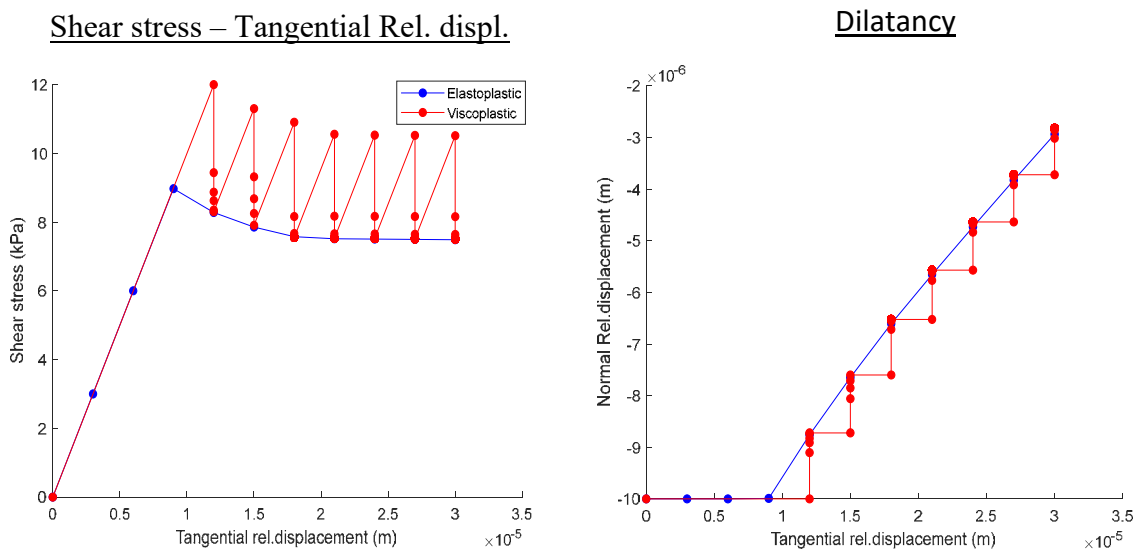 Shear stress – Tangential Rel. displ.
12
10
8
6
4
2
0
Shear stress (kPa)
Elastoplastic
Viscoplastic
0 0.5 1 1.5 2 2.5 3 3.5
Tangential rel.displacement (m)
×10⁻⁵
Dilatancy
×10⁻⁶
-2
-3
-4
-5
-6
-7
-8
-9
-10
Normal Rel.displacement (m)
0 0.5 1 1.5 2 2.5 3 3.5
Tangential rel.displacement (m)
×10⁻⁵